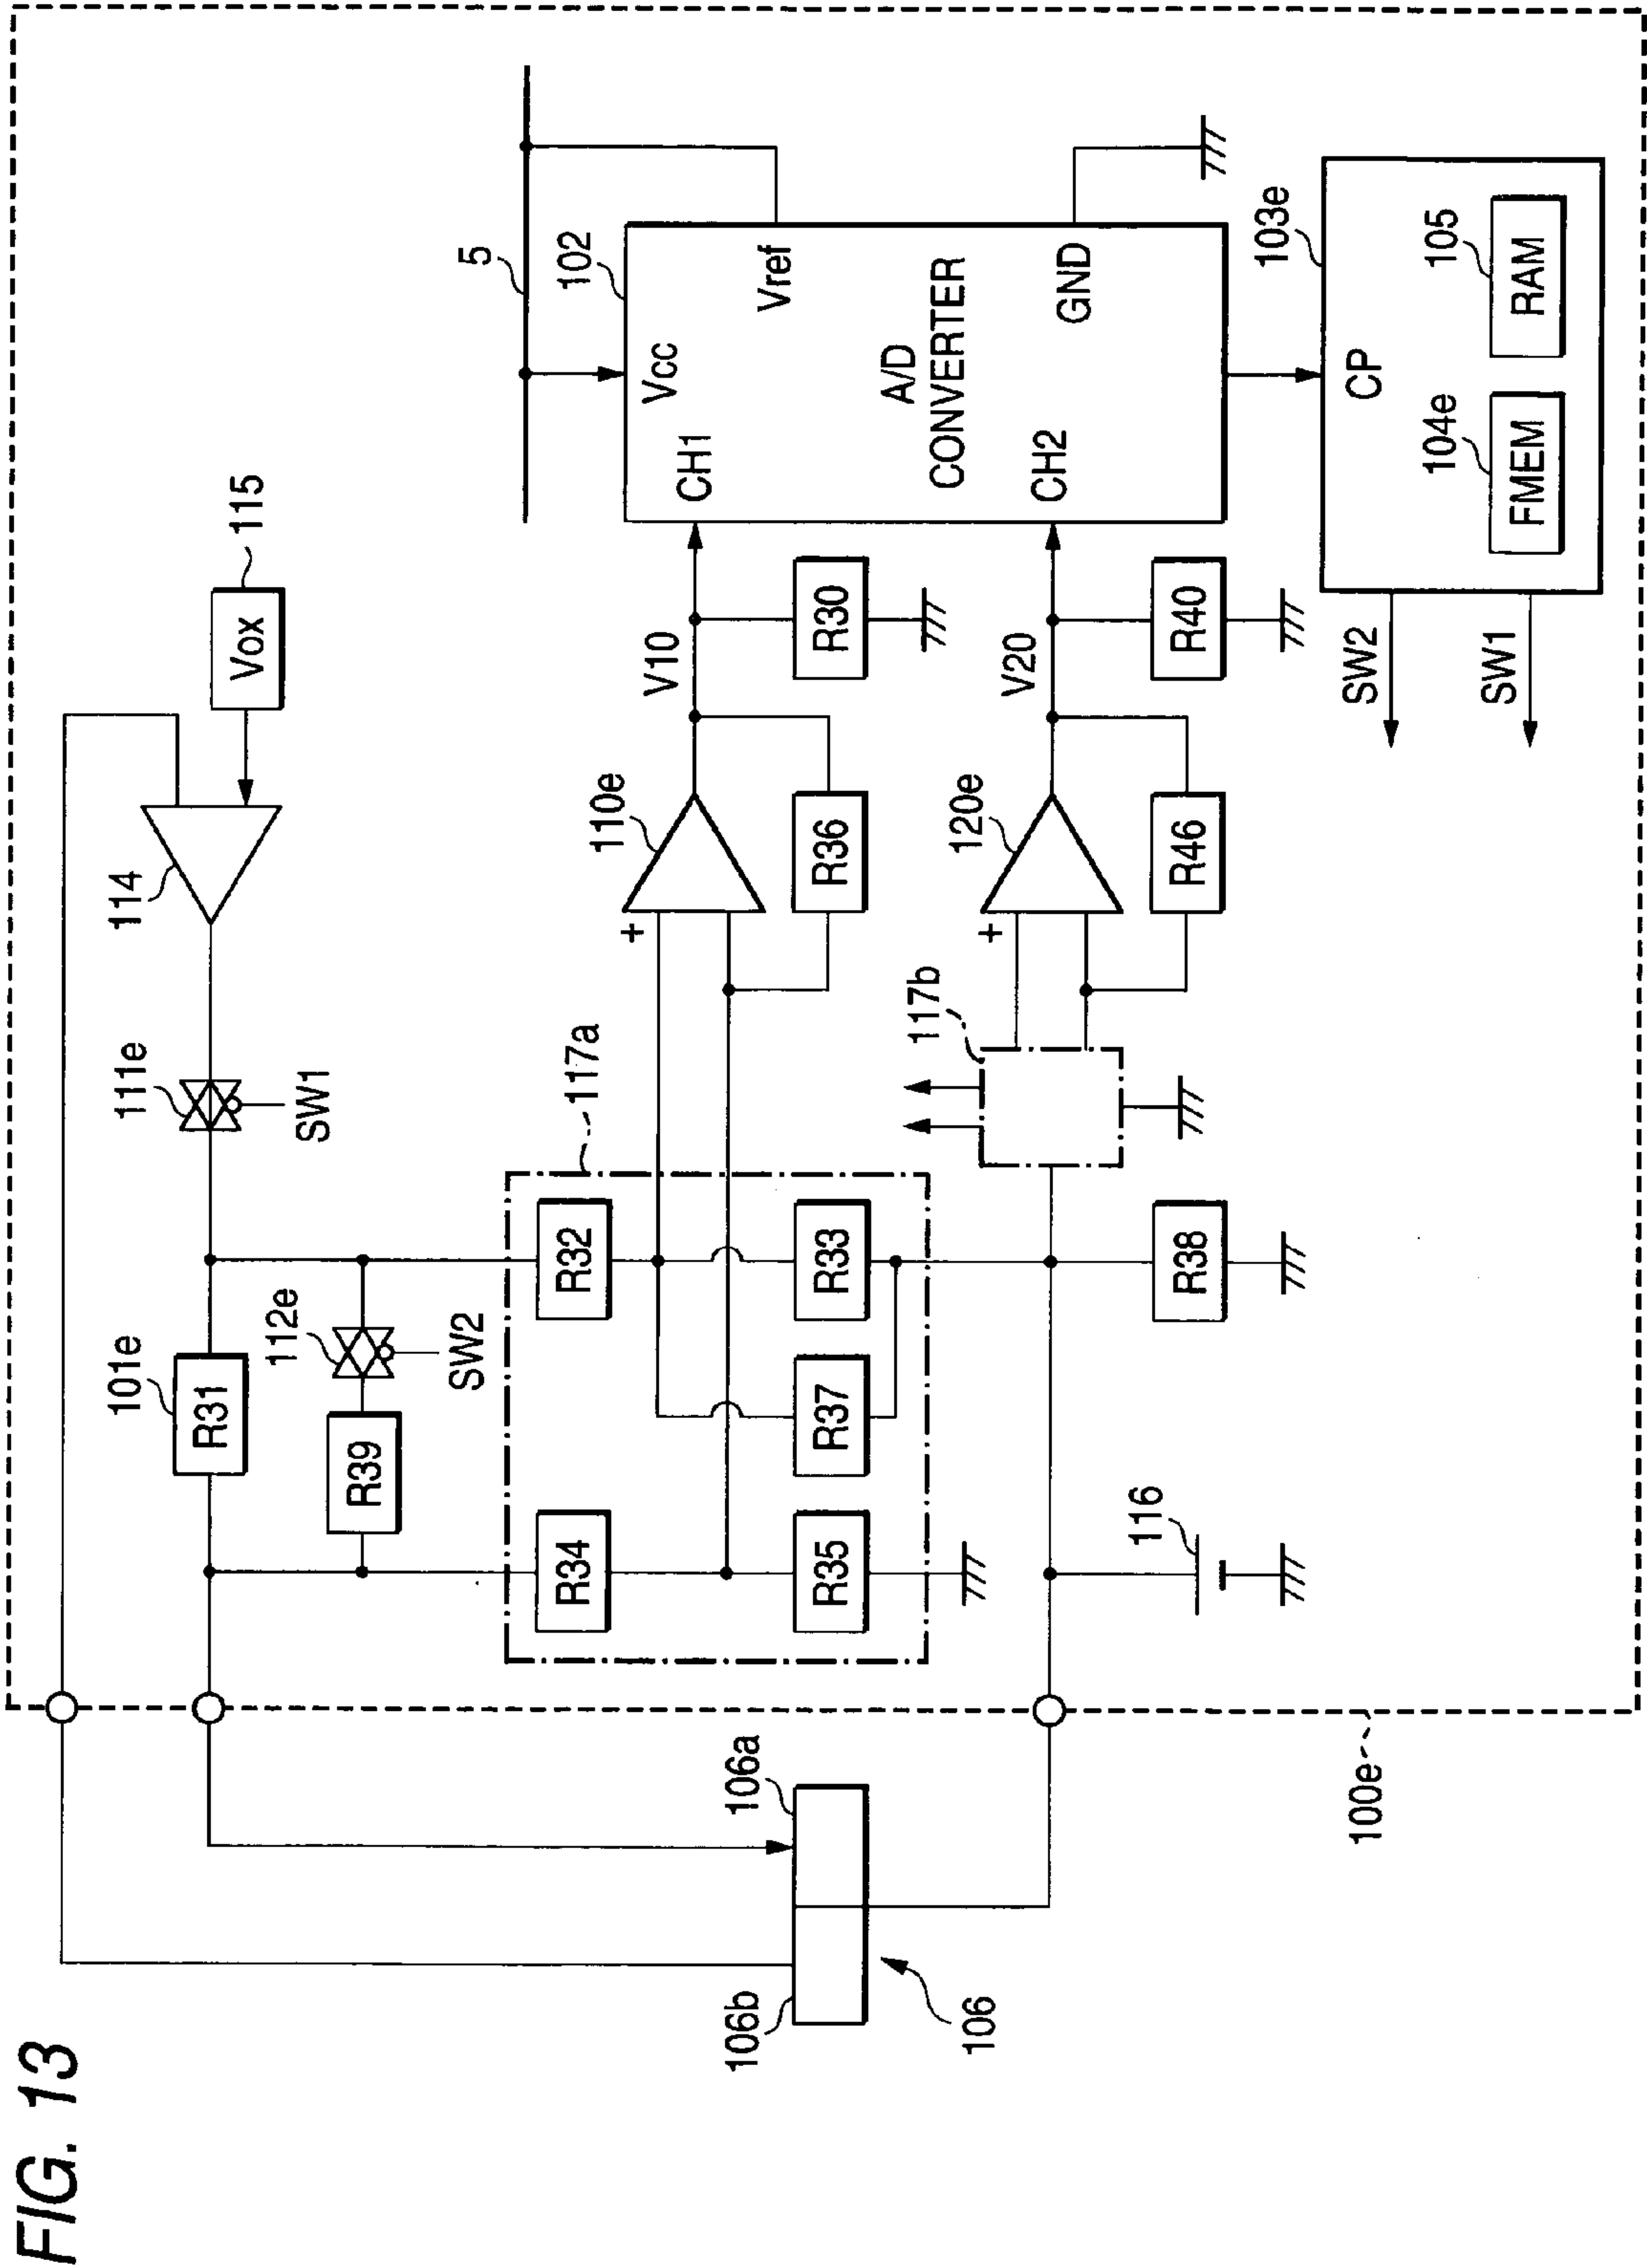 FIG. 13
106b
106a
106
100e
101e
R31
R39
112e
SW2
111e
SW1
114
115
Vox
117a
R34
R32
R35
R37
R33
116
R38
117b
110e
+
R36
V10
R30
120e
+
R46
V20
R40
5
102
Vcc
CH1
Vref
A/D
CONVERTER
CH2
GND
103e
CP
104e
FMEM
105
RAM
SW2
SW1